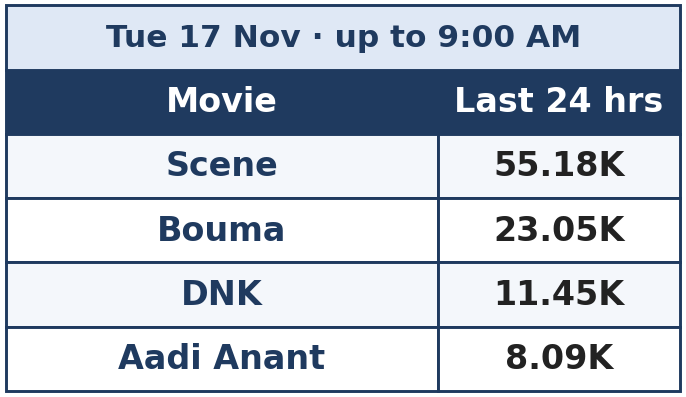 Tue 17 Nov · up to 9:00 AM
Movie Last 24 hrs
Scene 55.18K
Bouma 23.05K
DNK 11.45K
Aadi Anant 8.09K